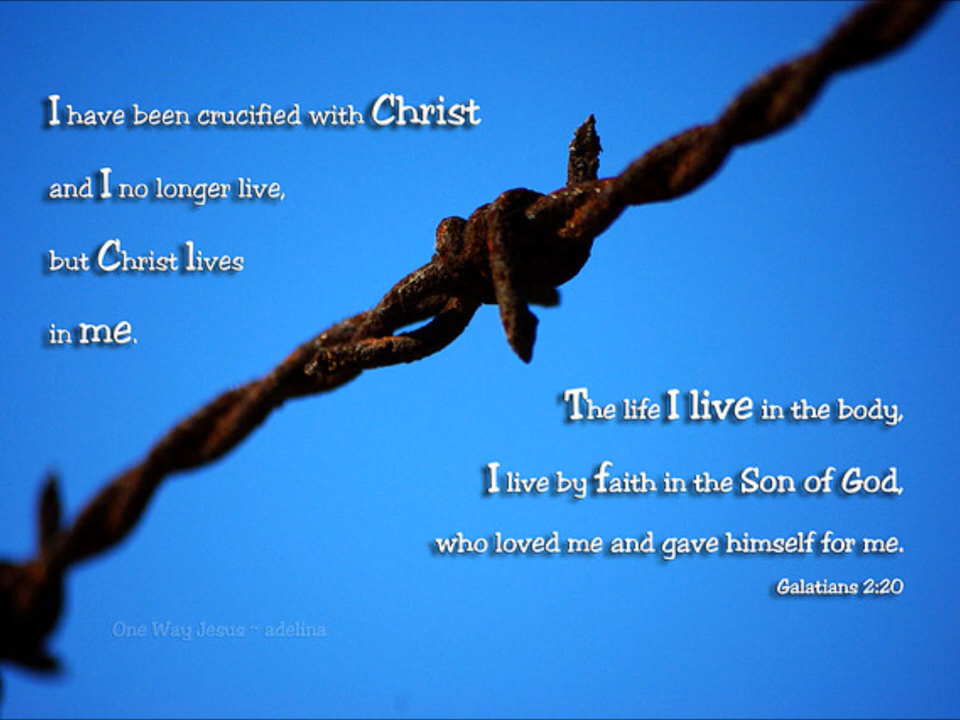 I have been crucified with Christ
and I no longer live,
but Christ lives
in me.
The life I live in the body,
I live by faith in the Son of God,
who loved me and gave himself for me.
Galatians 2:20
One Way Jesus ~ adelina